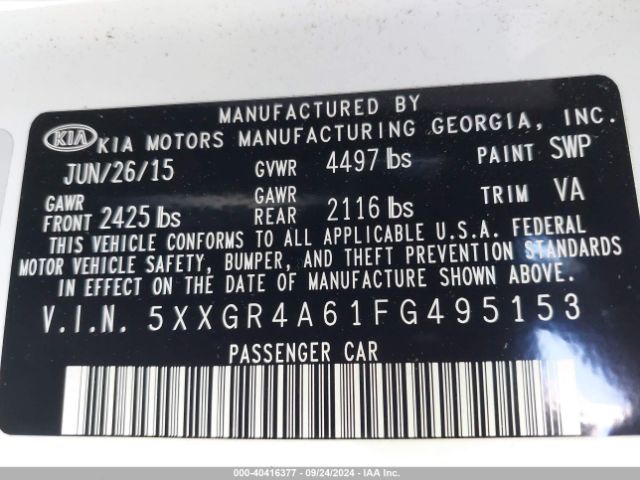 MANUFACTURED BY
KIA KIA MOTORS MANUFACTURING GEORGIA, INC.
JUN/26/15 GVWR 4497 lbs PAINT SWP
GAWR FRONT 2425 lbs GAWR REAR 2116 lbs TRIM VA
THIS VEHICLE CONFORMS TO ALL APPLICABLE U.S.A. FEDERAL
MOTOR VEHICLE SAFETY, BUMPER, AND THEFT PREVENTION STANDARDS
IN EFFECT ON THE DATE OF MANUFACTURE SHOWN ABOVE.
V.I.N. 5XXGR4A61FG495153
PASSENGER CAR
000-40416377 - 09/24/2024 - IAA Inc.